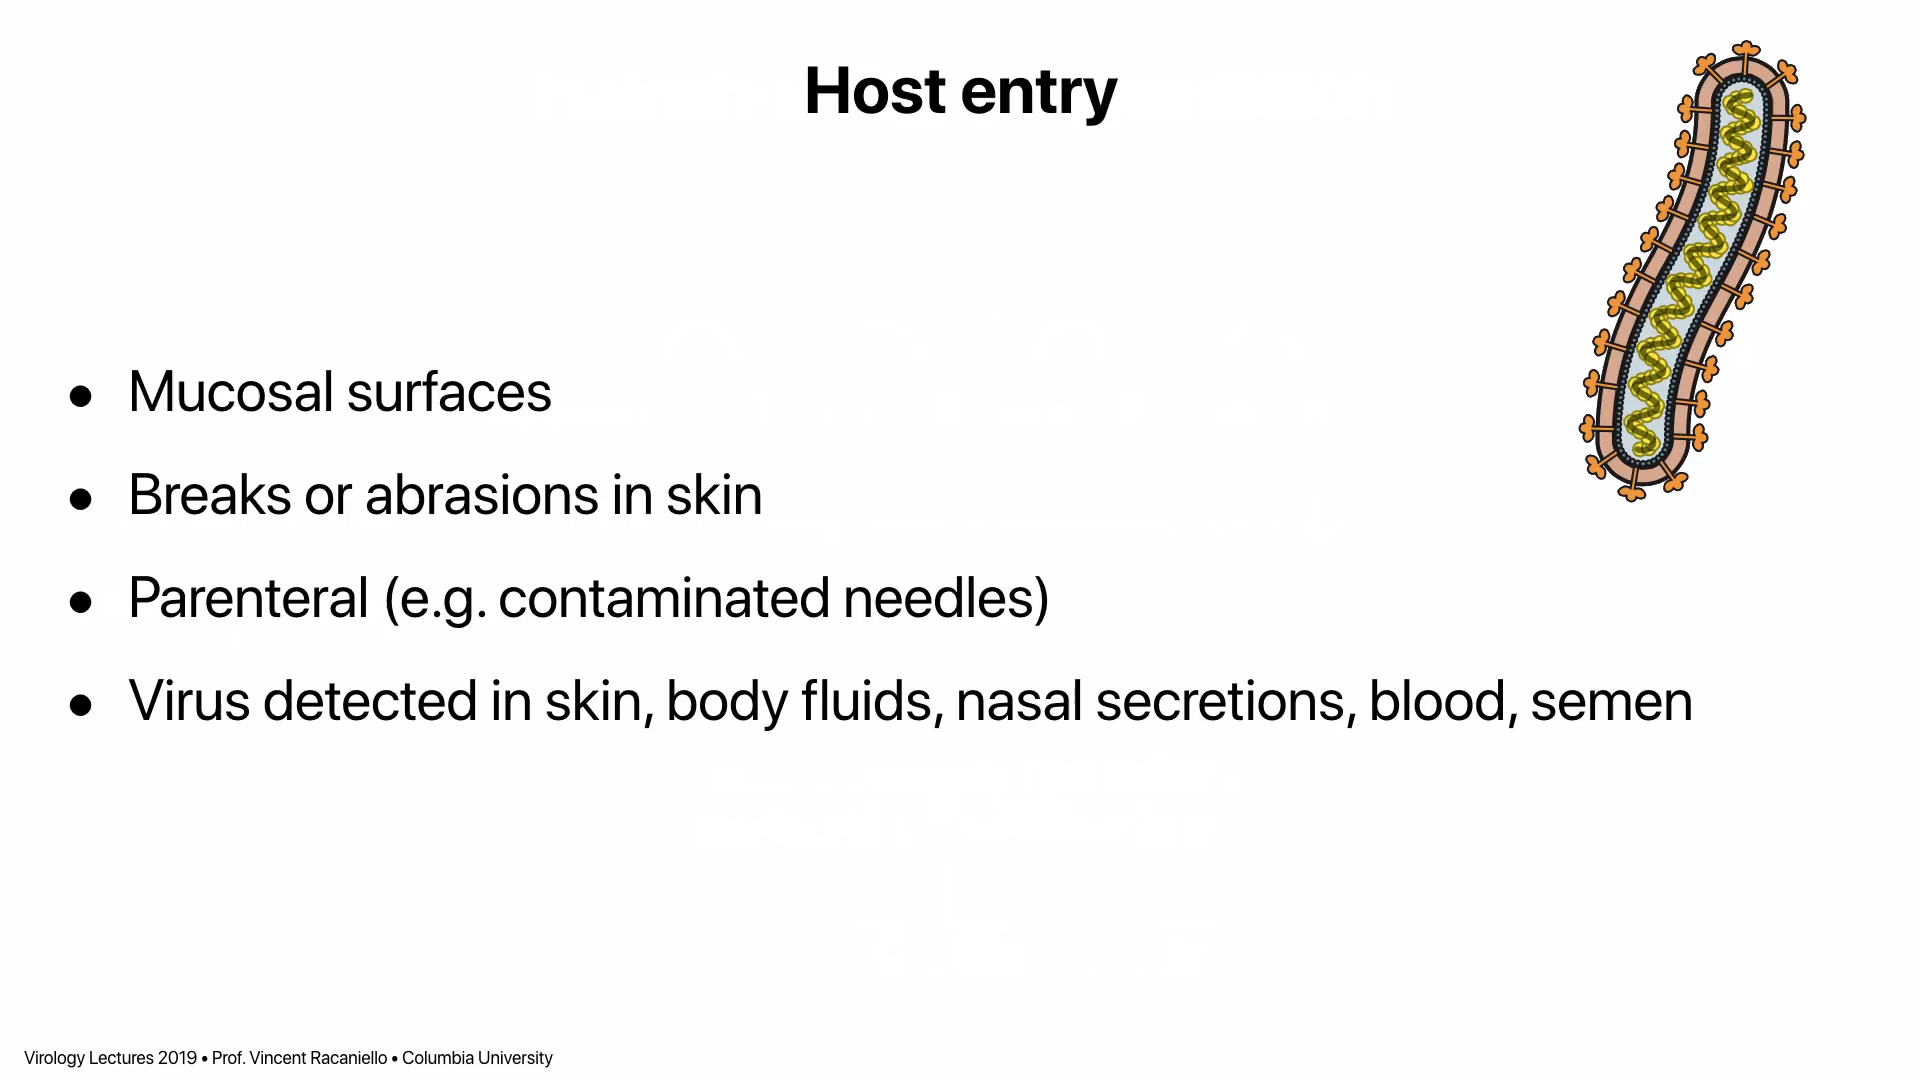 Host entry
• Mucosal surfaces
• Breaks or abrasions in skin
• Parenteral (e.g. contaminated needles)
• Virus detected in skin, body fluids, nasal secretions, blood, semen
Virology Lectures 2019 • Prof. Vincent Racaniello • Columbia University